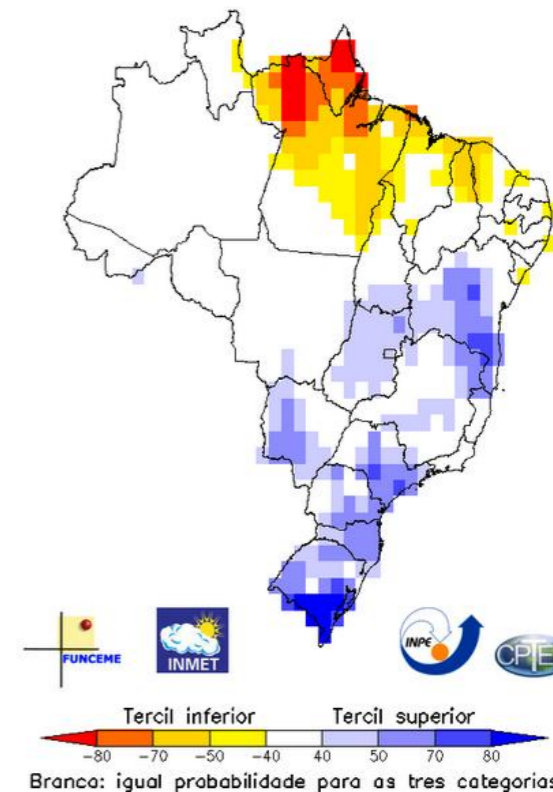 FUNCEME
INMET
INPE
CPTE
Tercil inferior Tercil superior
-80 -70 -50 -40 40 50 70 80
Branco: igual probabilidade para as tres categorias